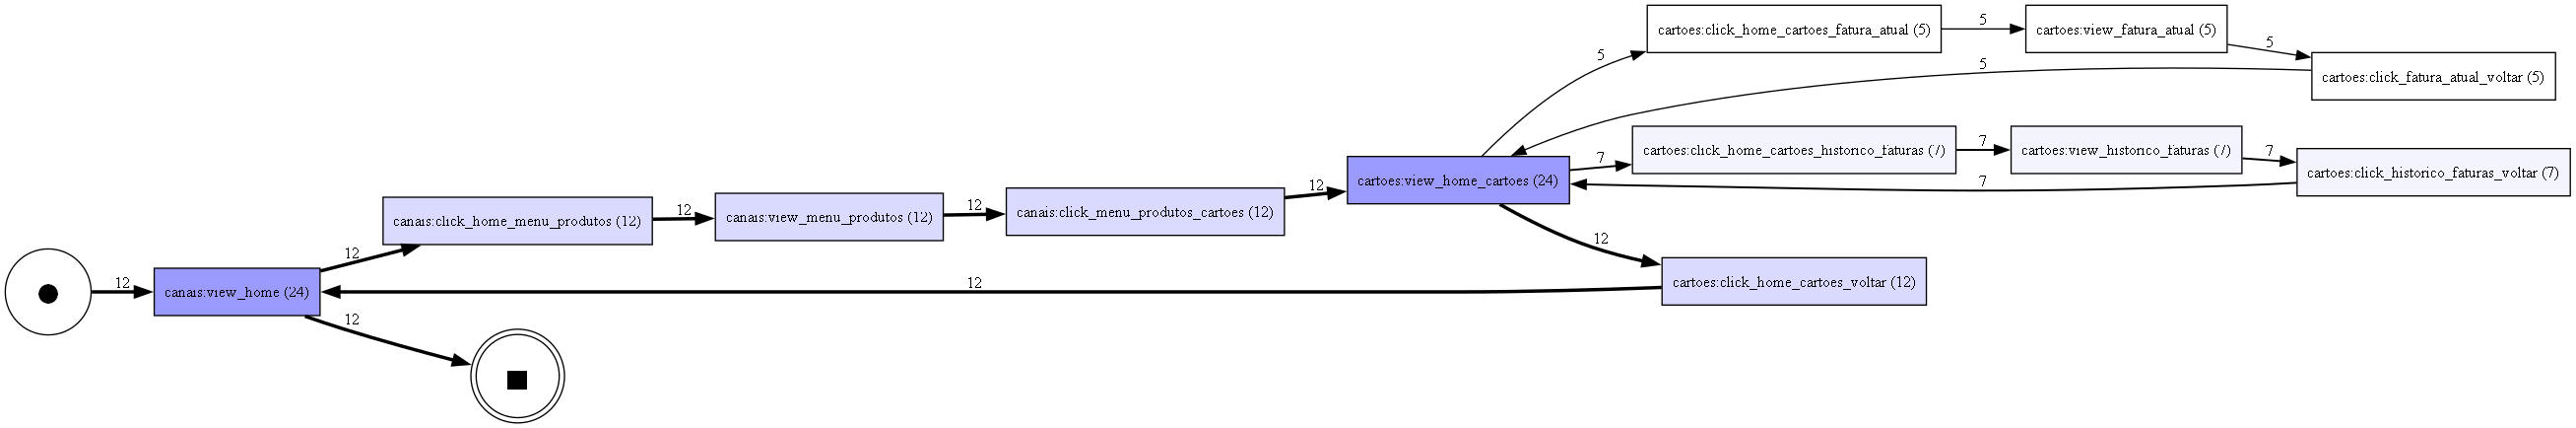 12
canais:view_home (24)
12
canais:click_home_menu_produtos (12)
12
canais:view_menu_produtos (12)
12
canais:click_menu_produtos_cartoes (12)
12
cartoes:view_home_cartoes (24)
5
cartoes:click_home_cartoes_fatura_atual (5)
5
cartoes:view_fatura_atual (5)
5
cartoes:click_fatura_atual_voltar (5)
5
7
cartoes:click_home_cartoes_historico_faturas (7)
7
cartoes:view_historico_faturas (7)
7
cartoes:click_historico_faturas_voltar (7)
7
12
cartoes:click_home_cartoes_voltar (12)
12
12